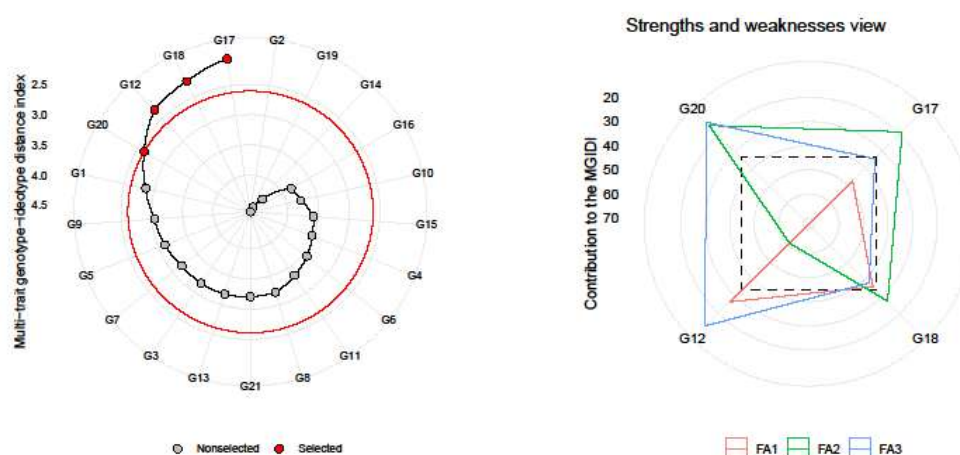 Strengths and weaknesses view
Multi-trait genotype-ideotype distance index
2.5
3.0
3.5
4.0
4.5
G17
G2
G19
G14
G16
G10
G15
G4
G6
G11
G8
G21
G13
G3
G7
G5
G9
G1
G20
G12
G18
Nonselected
Selected
Contribution to the MGIDI
20
30
40
50
60
70
G20
G17
G12
G18
FA1
FA2
FA3